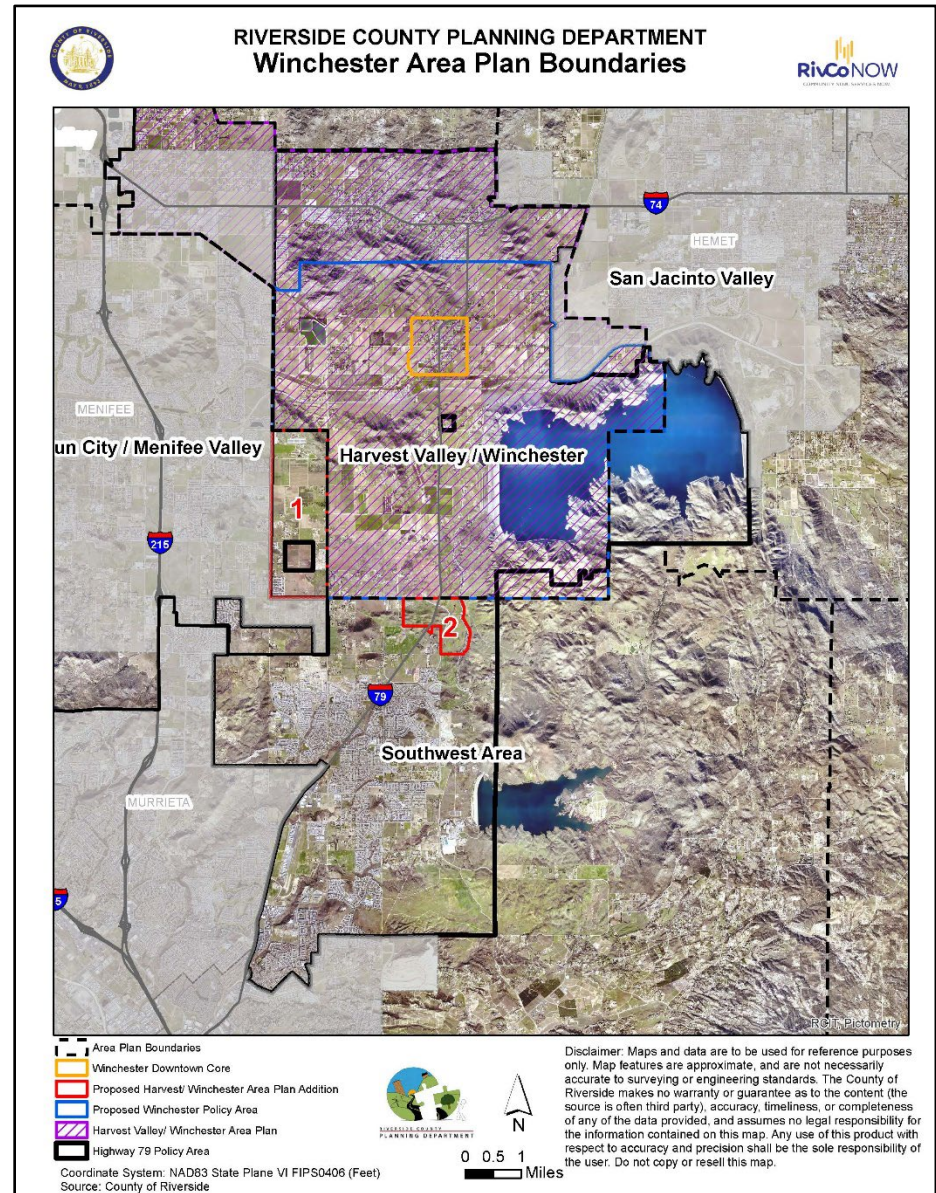 RIVERSIDE COUNTY PLANNING DEPARTMENT
Winchester Area Plan Boundaries
COUNTY OF RIVERSIDE
RivCoNOW
74
HEMET
San Jacinto Valley
MENIFEE
un City / Menifee Valley
Harvest Valley / Winchester
1
215
2
79
Southwest Area
MURRIETA
5
RCIT, Pictometry
Area Plan Boundaries
Winchester Downtown Core
Proposed Harvest/ Winchester Area Plan Addition
Proposed Winchester Policy Area
Harvest Valley/ Winchester Area Plan
Highway 79 Policy Area
Coordinate System: NAD83 State Plane VI FIPS0406 (Feet)
Source: County of Riverside
RIVERSIDE COUNTY
PLANNING DEPARTMENT
N
0 0.5 1
Miles
Disclaimer: Maps and data are to be used for reference purposes
only. Map features are approximate, and are not necessarily
accurate to surveying or engineering standards. The County of
Riverside makes no warranty or guarantee as to the content (the
source is often third party), accuracy, timeliness, or completeness
of any of the data provided, and assumes no legal responsibility for
the information contained on this map. Any use of this product with
respect to accuracy and precision shall be the sole responsibility of
the user. Do not copy or resell this map.